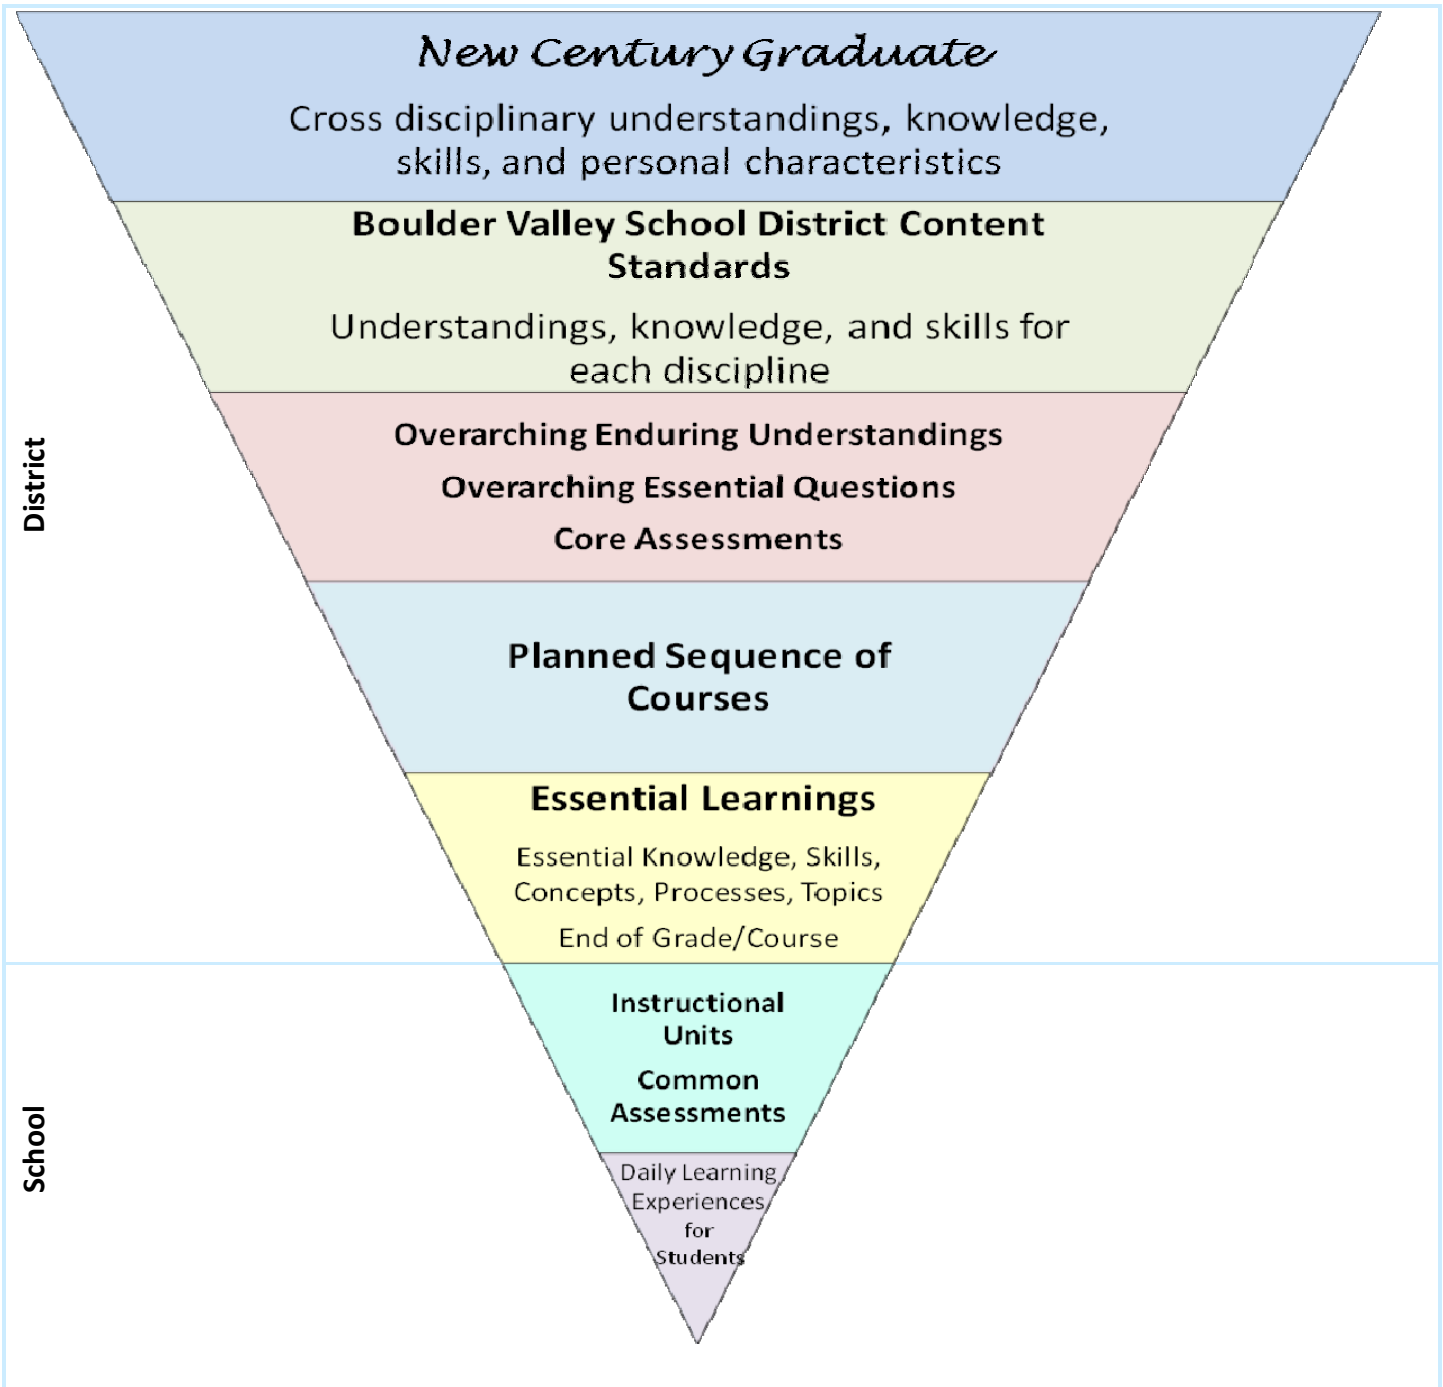 New Century Graduate
Cross disciplinary understandings, knowledge,
skills, and personal characteristics
Boulder Valley School District Content
Standards
Understandings, knowledge, and skills for
each discipline
Overarching Enduring Understandings
Overarching Essential Questions
Core Assessments
Planned Sequence of
Courses
Essential Learnings
Essential Knowledge, Skills,
Concepts, Processes, Topics
End of Grade/Course
District
Instructional
Units
Common
Assessments
Daily Learning
Experiences
for
Students
School